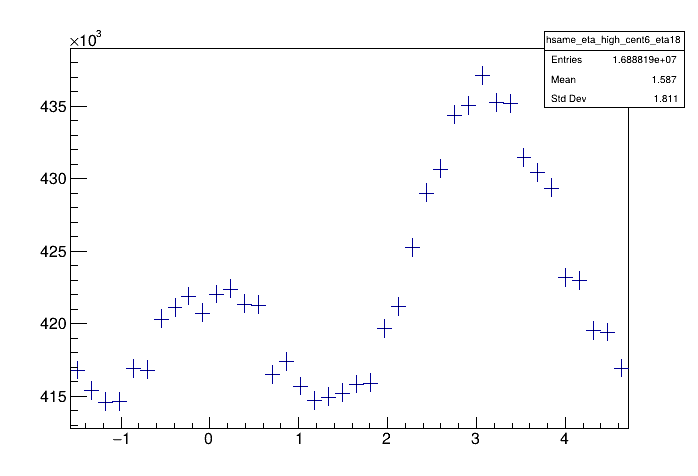 ×10³
hsame_eta_high_cent6_eta18
Entries 1.688819e+07
Mean 1.587
Std Dev 1.811
435
430
425
420
415
−1 0 1 2 3 4